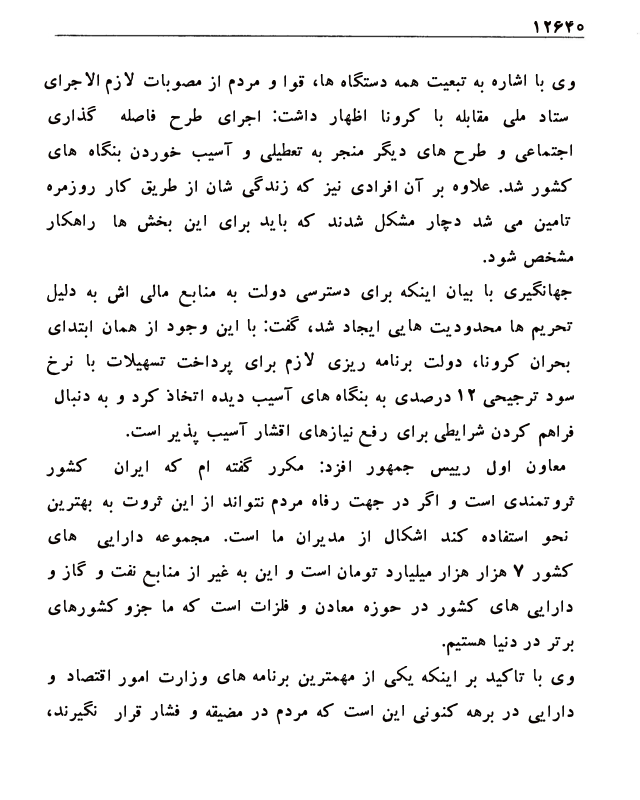 ۱۲۶۴۰
وی با اشاره به تبعیت همه دستگاه ها، قوا و مردم از مصوبات لازم الاجرای
ستاد ملی مقابله با کرونا اظهار داشت: اجرای طرح فاصله گذاری
اجتماعی و طرح های دیگر منجر به تعطیلی و آسیب خوردن بنگاه های
کشور شد. علاوه بر آن افرادی نیز که زندگی شان از طریق کار روزمره
تامین می شد دچار مشکل شدند که باید برای این بخش ها راهکار
مشخص شود.
جهانگیری با بیان اینکه برای دسترسی دولت به منابع مالی اش به دلیل
تحریم ها محدودیت هایی ایجاد شد، گفت: با این وجود از همان ابتدای
بحران کرونا، دولت برنامه ریزی لازم برای پرداخت تسهیلات با نرخ
سود ترجیحی ۱۲ درصدی به بنگاه های آسیب دیده اتخاذ کرد و به دنبال
فراهم کردن شرایطی برای رفع نیازهای اقشار آسیب پذیر است.
معاون اول رییس جمهور افزد: مکرر گفته ام که ایران کشور
ثروتمندی است و اگر در جهت رفاه مردم نتواند از این ثروت به بهترین
نحو استفاده کند اشکال از مدیران ما است. مجموعه دارایی های
کشور ۷ هزار هزار میلیارد تومان است و این به غیر از منابع نفت و گاز و
دارایی های کشور در حوزه معادن و فلزات است که ما جزو کشورهای
برتر در دنیا هستیم.
وی با تاکید بر اینکه یکی از مهمترین برنامه های وزارت امور اقتصاد و
دارایی در برهه کنونی این است که مردم در مضیقه و فشار قرار نگیرند،